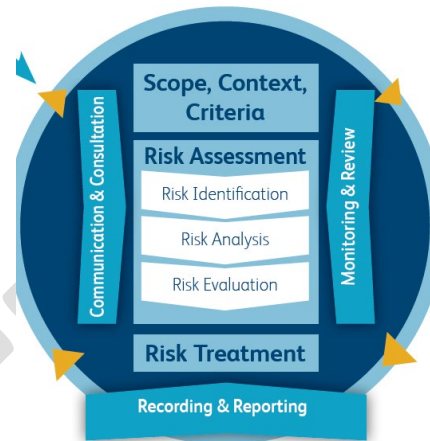 Scope, Context,
Criteria
Communication & Consultation
Risk Assessment
Risk Identification
Risk Analysis
Risk Evaluation
Monitoring & Review
Risk Treatment
Recording & Reporting